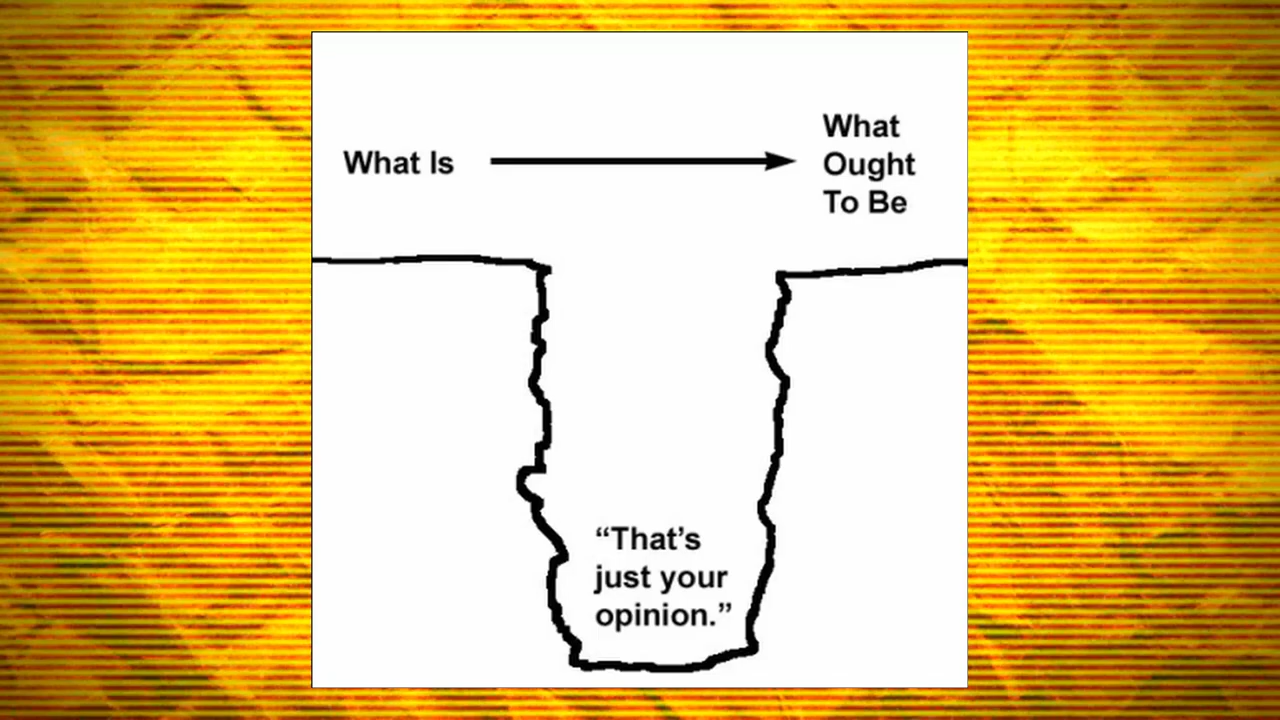 What Is
What
Ought
To Be
“That’s
just your
opinion.”